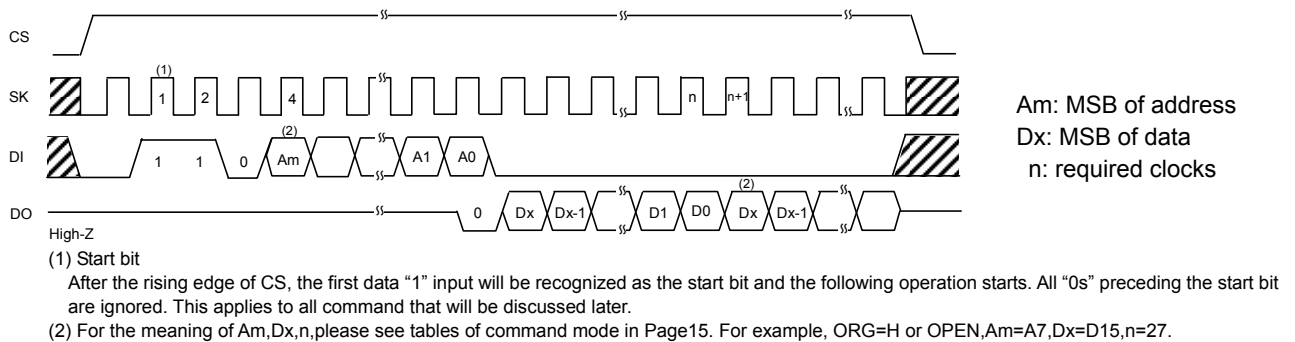 CS
(1)
SK 1 2 4 n n+1
Am: MSB of address
Dx: MSB of data
n: required clocks
(2)
DI 1 1 0 Am A1 A0
(2)
DO 0 Dx Dx-1 D1 D0 Dx Dx-1
High-Z
(1) Start bit
After the rising edge of CS, the first data “1” input will be recognized as the start bit and the following operation starts. All “0s” preceding the start bit
are ignored. This applies to all command that will be discussed later.
(2) For the meaning of Am,Dx,n,please see tables of command mode in Page15. For example, ORG=H or OPEN,Am=A7,Dx=D15,n=27.